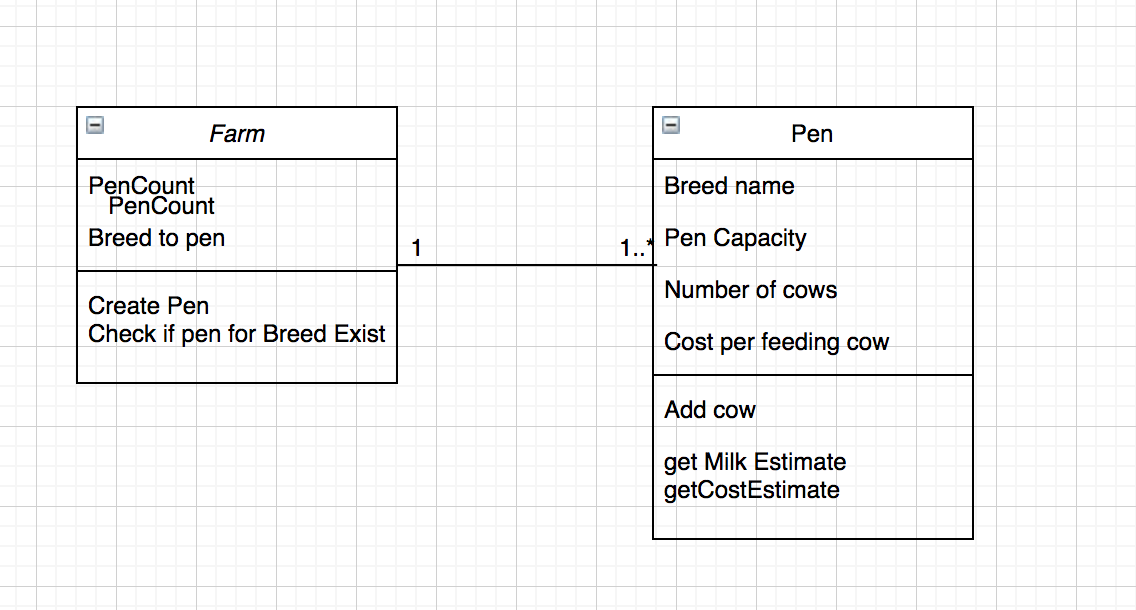 Farm
PenCount
PenCount
Breed to pen
Create Pen
Check if pen for Breed Exist
1
1..*
Pen
Breed name
Pen Capacity
Number of cows
Cost per feeding cow
Add cow
get Milk Estimate
getCostEstimate